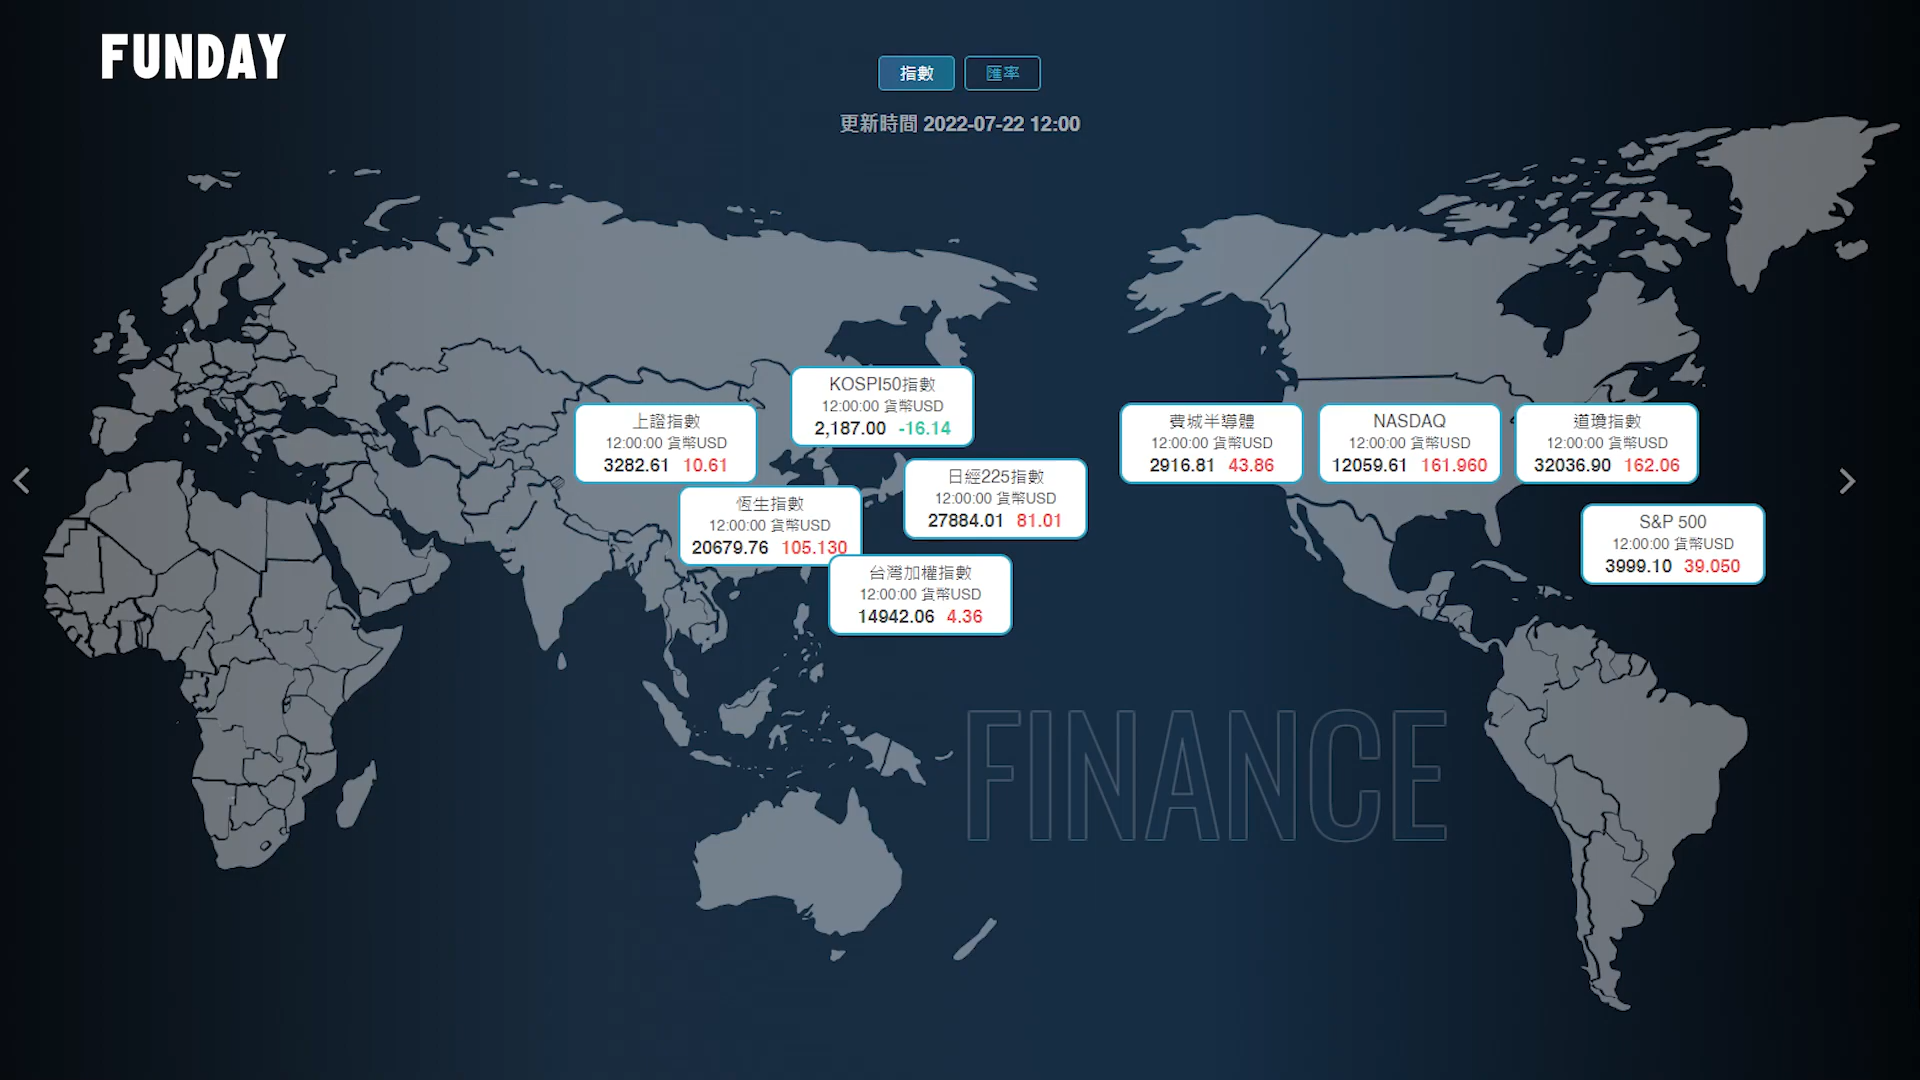 FUNDAY
指數
匯率
更新時間 2022-07-22 12:00
KOSPI50指數
12:00:00 貨幣USD
2,187.00 -16.14
上證指數
12:00:00 貨幣USD
3282.61 10.61
日經225指數
12:00:00 貨幣USD
27884.01 81.01
恆生指數
12:00:00 貨幣USD
20679.76 105.130
台灣加權指數
12:00:00 貨幣USD
14942.06 4.36
費城半導體
12:00:00 貨幣USD
2916.81 43.86
NASDAQ
12:00:00 貨幣USD
12059.61 161.960
道瓊指數
12:00:00 貨幣USD
32036.90 162.06
S&P 500
12:00:00 貨幣USD
3999.10 39.050
FINANCE